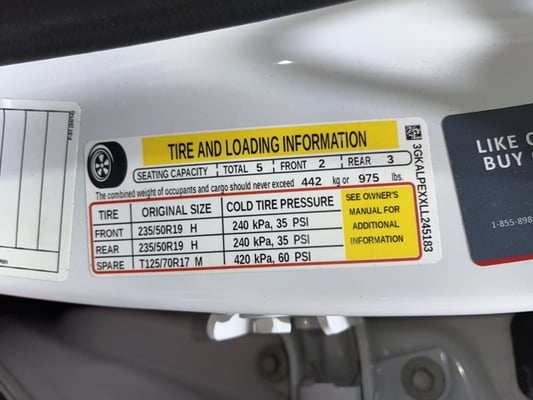 TIRE AND LOADING INFORMATION
SEATING CAPACITY TOTAL 5 FRONT 2 REAR 3
The combined weight of occupants and cargo should never exceed 442 kg or 975 lbs.
TIRE ORIGINAL SIZE COLD TIRE PRESSURE
FRONT 235/50R19 H 240 kPa, 35 PSI
REAR 235/50R19 H 240 kPa, 35 PSI
SPARE T125/70R17 M 420 kPa, 60 PSI
SEE OWNER'S
MANUAL FOR
ADDITIONAL
INFORMATION
3GKALPEXXLL245183
LIKE
BUY
1-855-898